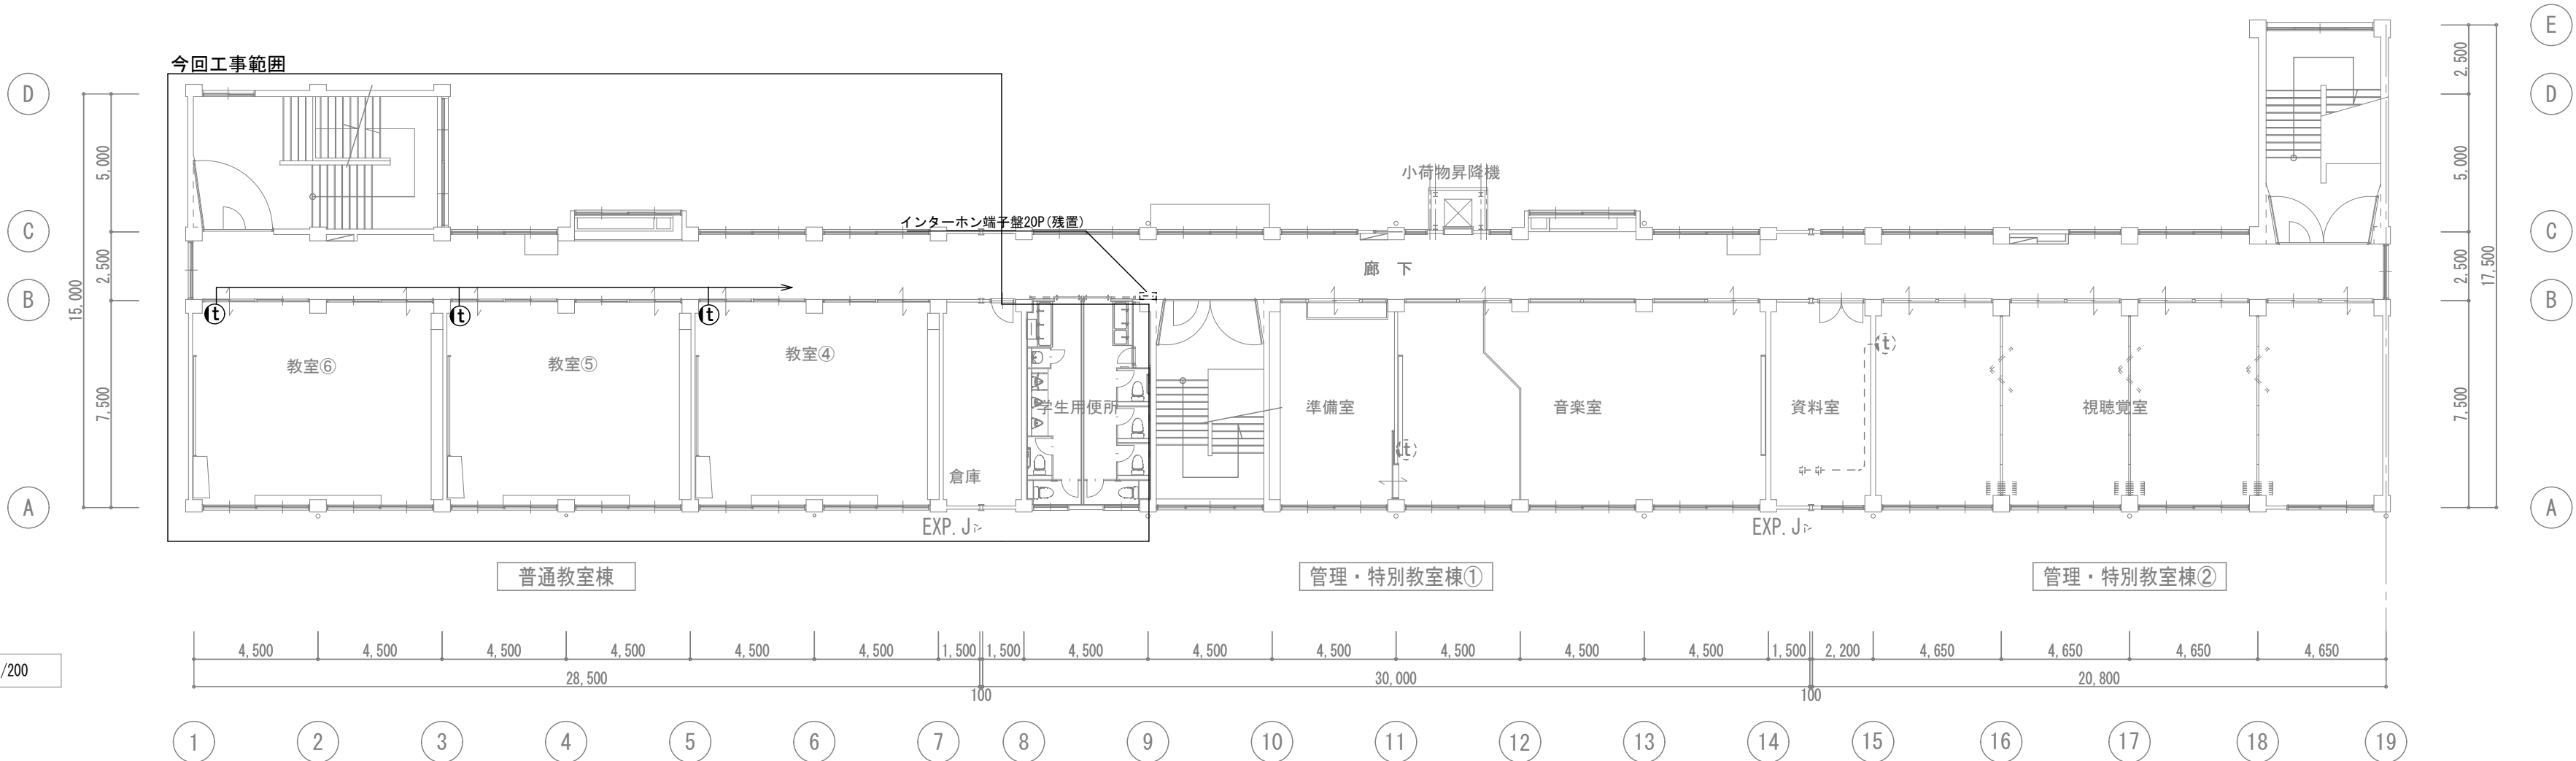 今回工事範囲
E
D
D
C
C
B
B
A
A
2,500
5,000
2,500
7,500
17,500
5,000
2,500
7,500
15,000
小荷物昇降機
インターホン端子盤20P(残置)
廊 下
t
t
t
t
t
教室⑥
教室⑤
教室④
倉庫
学生用便所
準備室
音楽室
資料室
視聴覚室
EXP.J
EXP.J
普通教室棟
管理・特別教室棟①
管理・特別教室棟②
/200
4,500 4,500 4,500 4,500 4,500 4,500 1,500 1,500 4,500 4,500 4,500 4,500 4,500 4,500 1,500 2,200 4,650 4,650 4,650 4,650
28,500 30,000 20,800
100 100
1 2 3 4 5 6 7 8 9 10 11 12 13 14 15 16 17 18 19